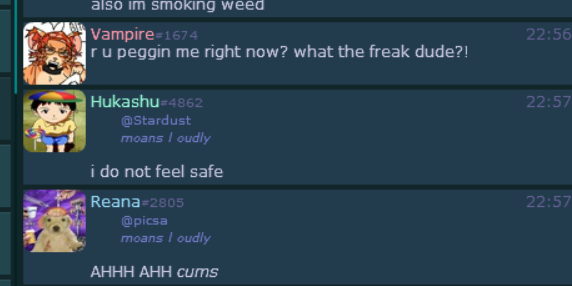 also im smoking weed
Vampire#1674 22:56
r u peggin me right now? what the freak dude?!
Hukashu#4862 22:57
@Stardust
moans l oudly
i do not feel safe
Reana#2805 22:57
@picsa
moans l oudly
AHHH AHH cums